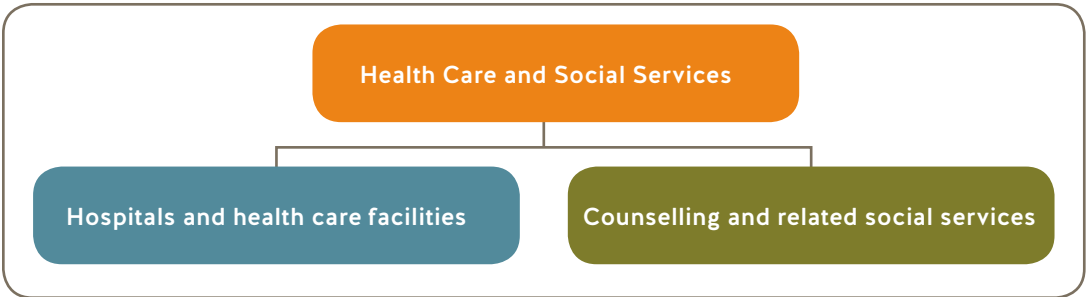 Health Care and Social Services
Hospitals and health care facilities
Counselling and related social services